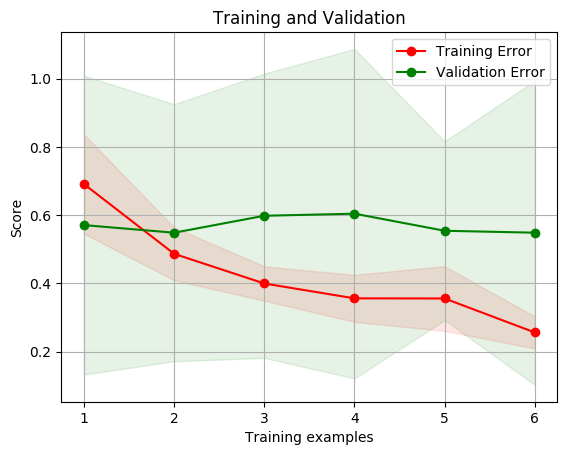 Training and Validation
Training Error
Validation Error
Score
1.0
0.8
0.6
0.4
0.2
1 2 3 4 5 6
Training examples